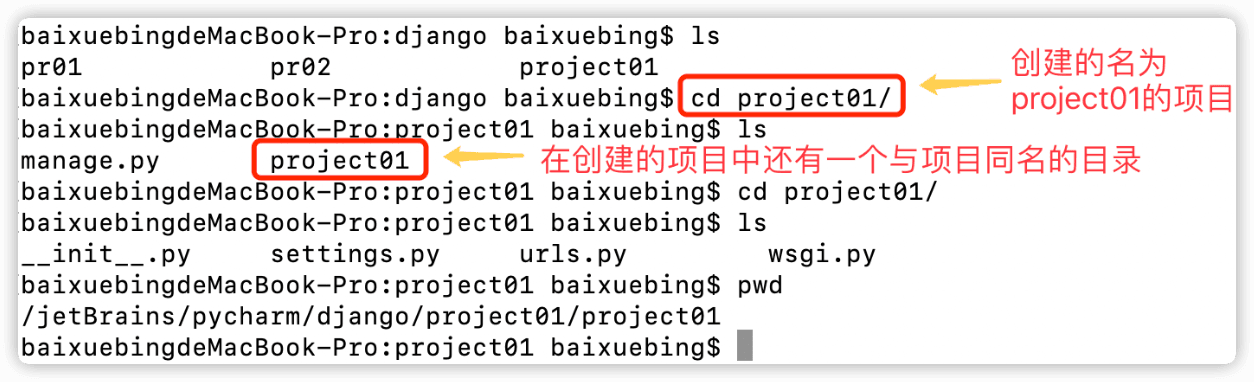 baixuebingdeMacBook-Pro:django baixuebing$ ls
pr01 pr02 project01
baixuebingdeMacBook-Pro:django baixuebing$ cd project01/
创建的名为
project01的项目
baixuebingdeMacBook-Pro:project01 baixuebing$ ls
manage.py project01
在创建的项目中还有一个与项目同名的目录
baixuebingdeMacBook-Pro:project01 baixuebing$ cd project01/
baixuebingdeMacBook-Pro:project01 baixuebing$ ls
__init__.py settings.py urls.py wsgi.py
baixuebingdeMacBook-Pro:project01 baixuebing$ pwd
/jetBrains/pycharm/django/project01/project01
baixuebingdeMacBook-Pro:project01 baixuebing$